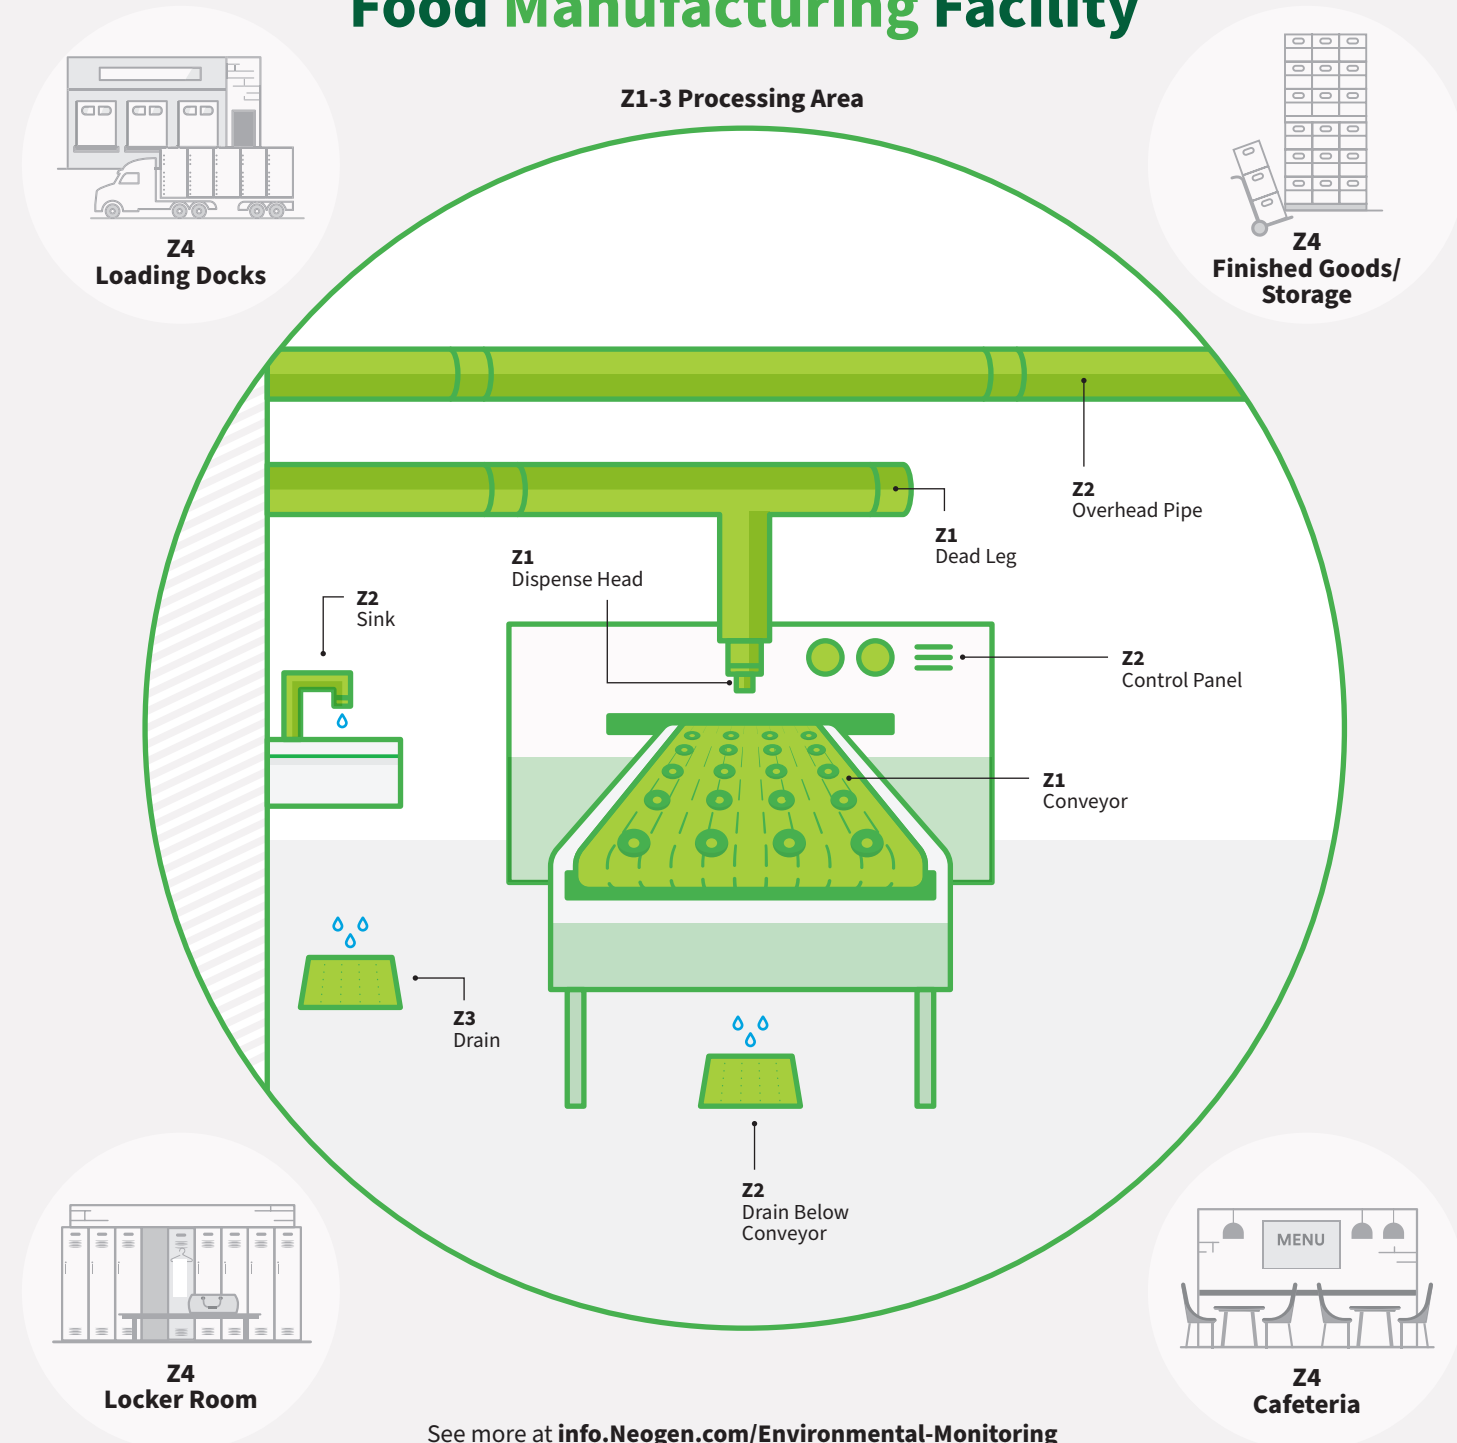 Food Manufacturing Facility
Z1-3 Processing Area
Z4
Loading Docks
Z4
Finished Goods/
Storage
Z2
Overhead Pipe
Z1
Dead Leg
Z1
Dispense Head
Z2
Sink
Z2
Control Panel
Z1
Conveyor
Z3
Drain
Z2
Drain Below
Conveyor
Z4
Locker Room
MENU
Z4
Cafeteria
See more at info.Neogen.com/Environmental-Monitoring